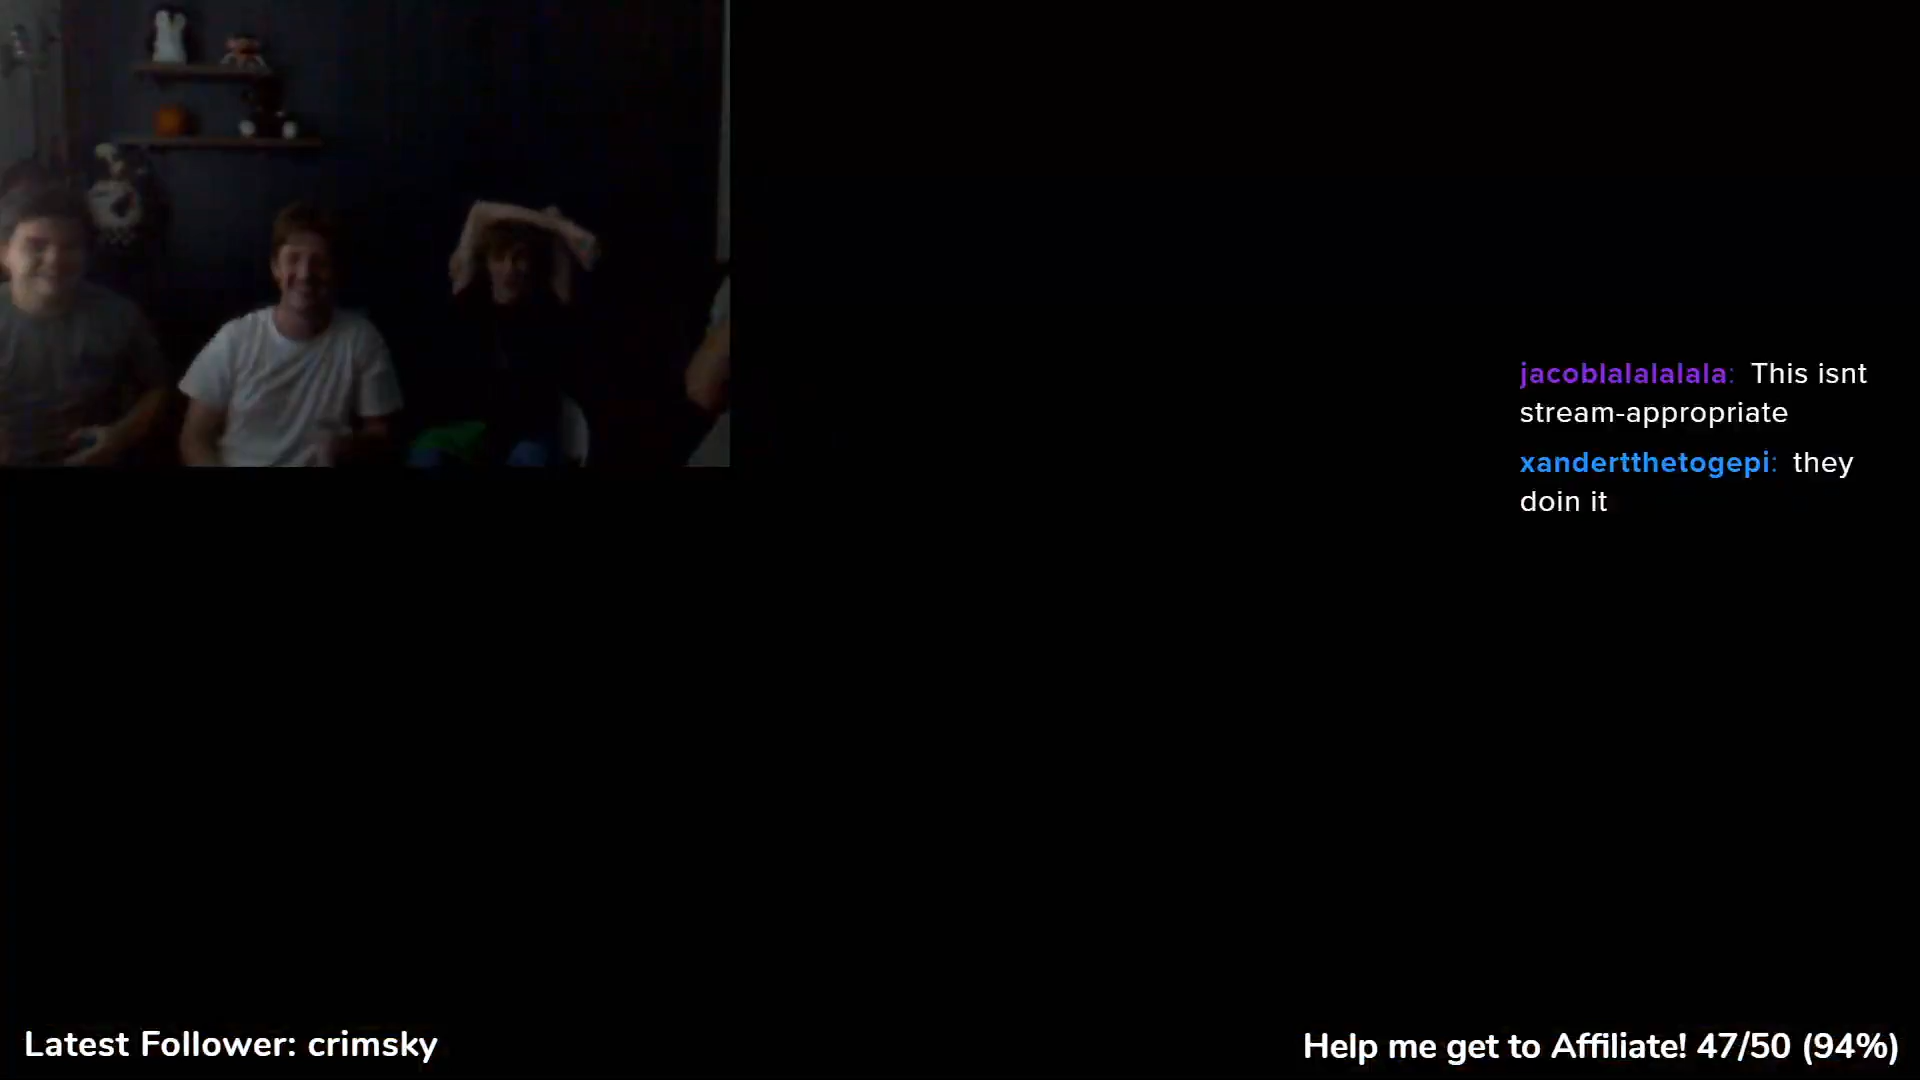 jacoblalalalala: This isnt
stream-appropriate
xandertthetogepi: they
doin it
Latest Follower: crimsky
Help me get to Affiliate! 47/50 (94%)